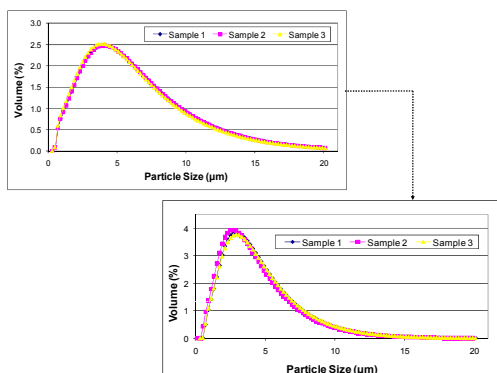 Sample 1 Sample 2 Sample 3
Volume (%)
3.0
2.5
2.0
1.5
1.0
0.5
0.0
0 5 10 15 20
Particle Size (µm)
Sample 1 Sample 2 Sample 3
Volume (%)
4
3
2
1
0
0 5 10 15 20
Particle Size (um)